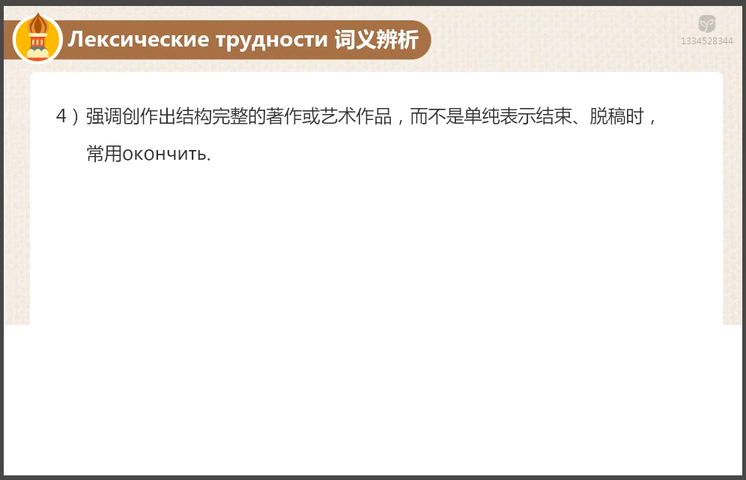 Лексические трудности 词义辨析
1334528344
4）强调创作出结构完整的著作或艺术作品，而不是单纯表示结束、脱稿时，
常用окончить.